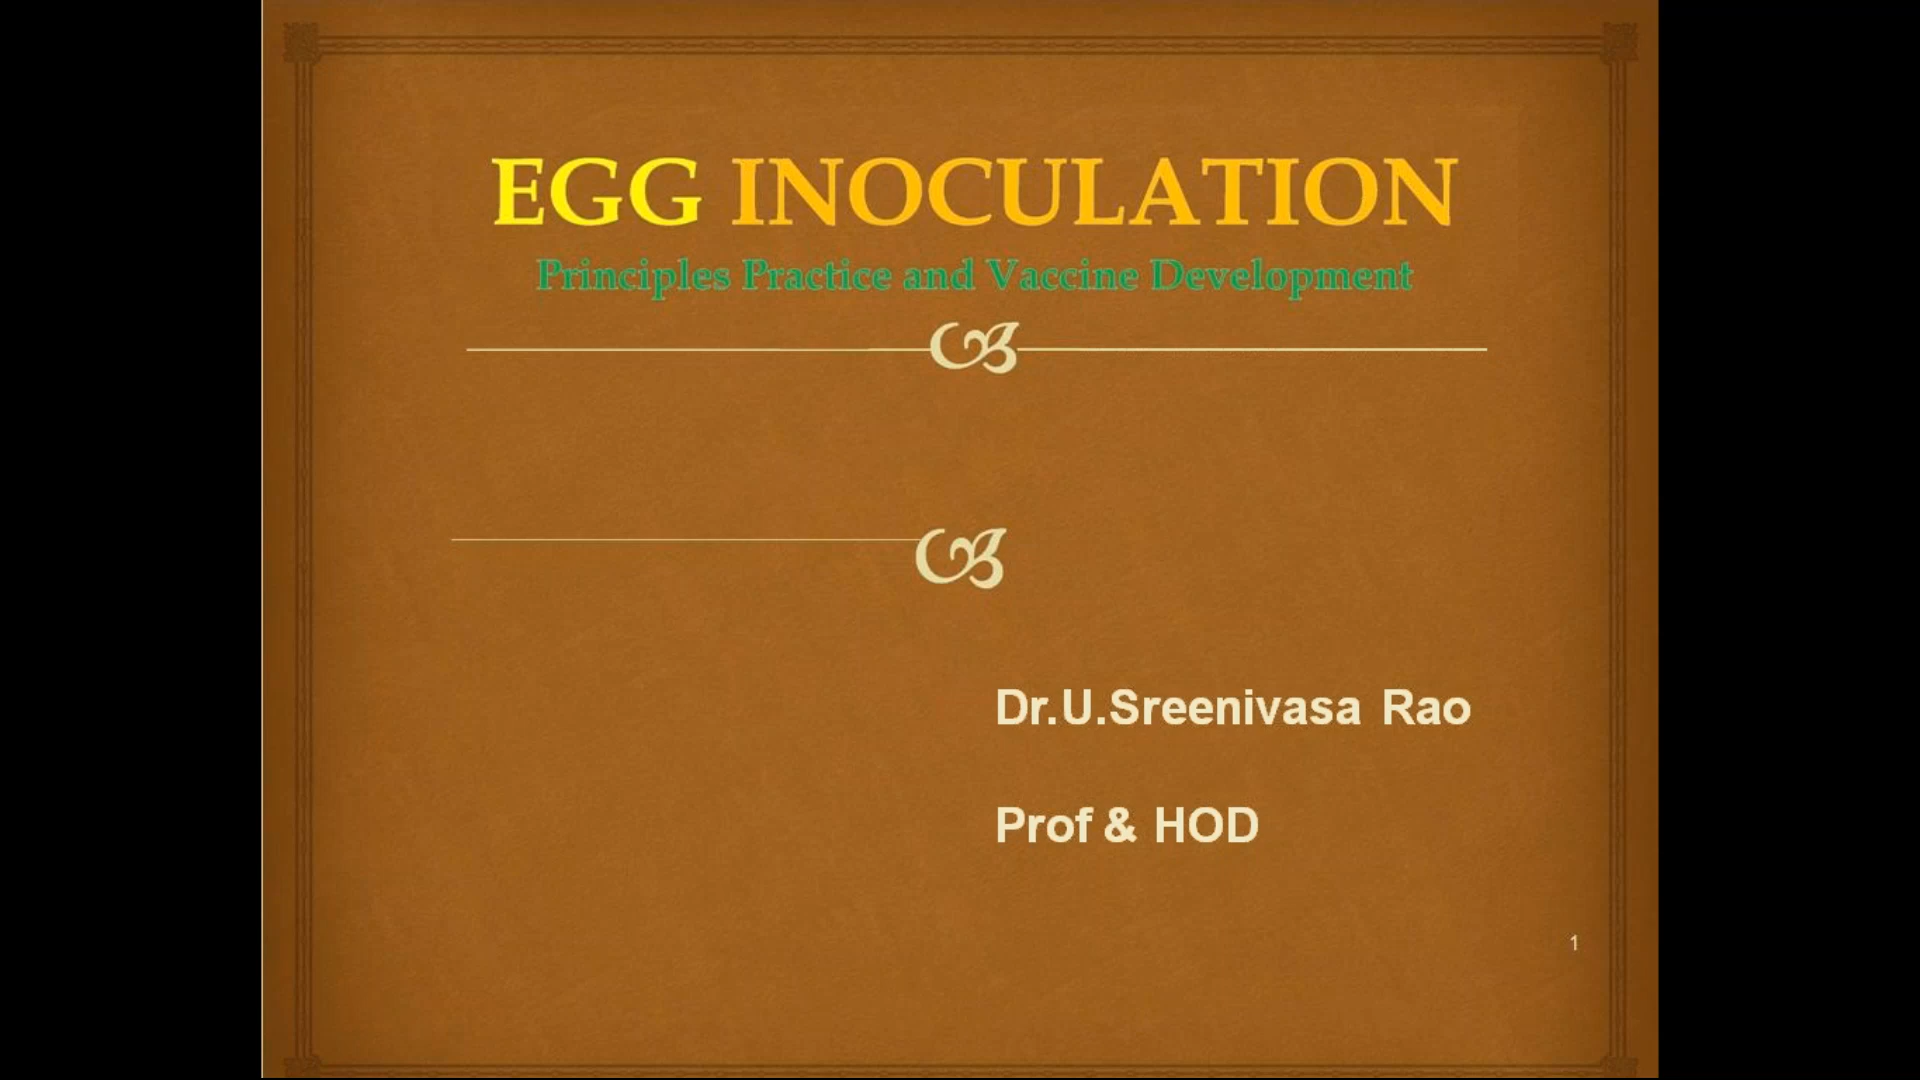 EGG INOCULATION
Principles Practice and Vaccine Development
Dr.U.Sreenivasa Rao
Prof & HOD
1